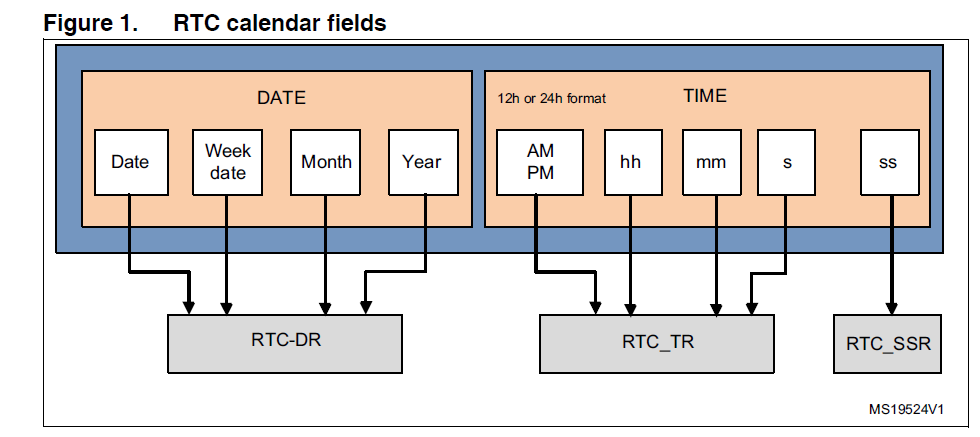 Figure 1. RTC calendar fields
DATE
12h or 24h format
TIME
Date
Week
date
Month
Year
AM
PM
hh
mm
s
ss
RTC-DR
RTC_TR
RTC_SSR
MS19524V1